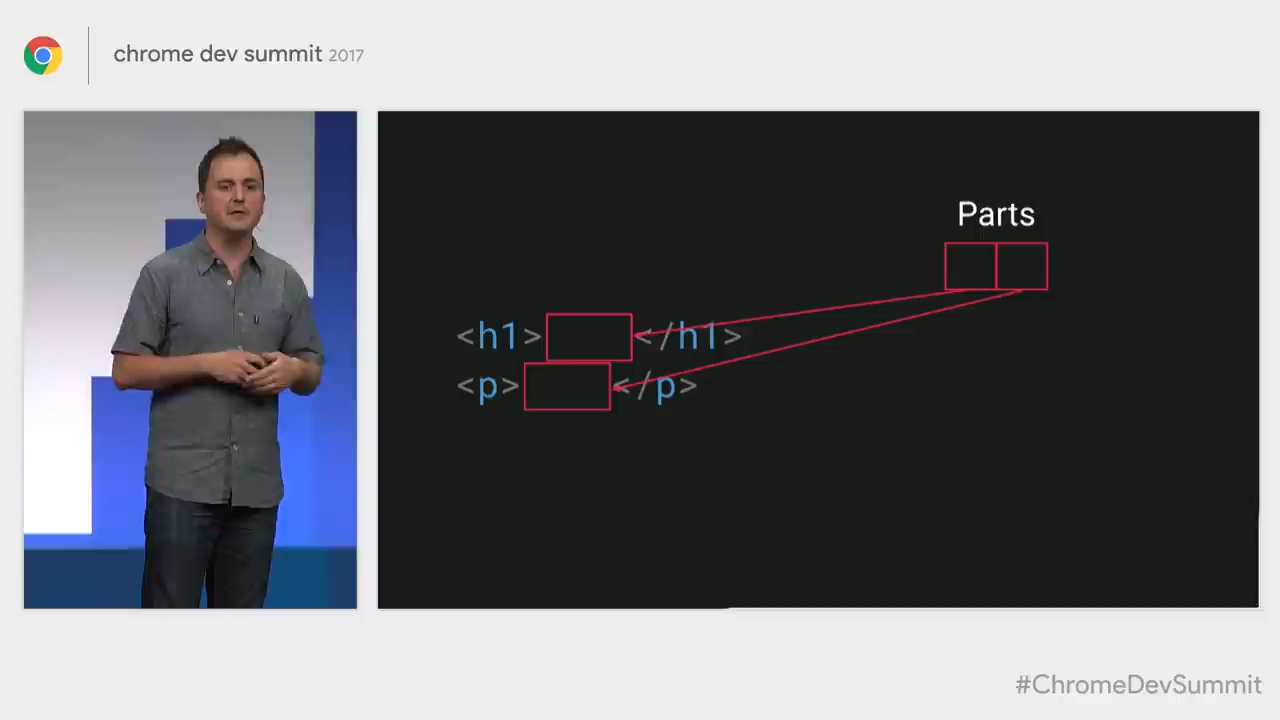 chrome dev summit 2017
Parts
<h1> </h1>
<p> </p>
#ChromeDevSummit